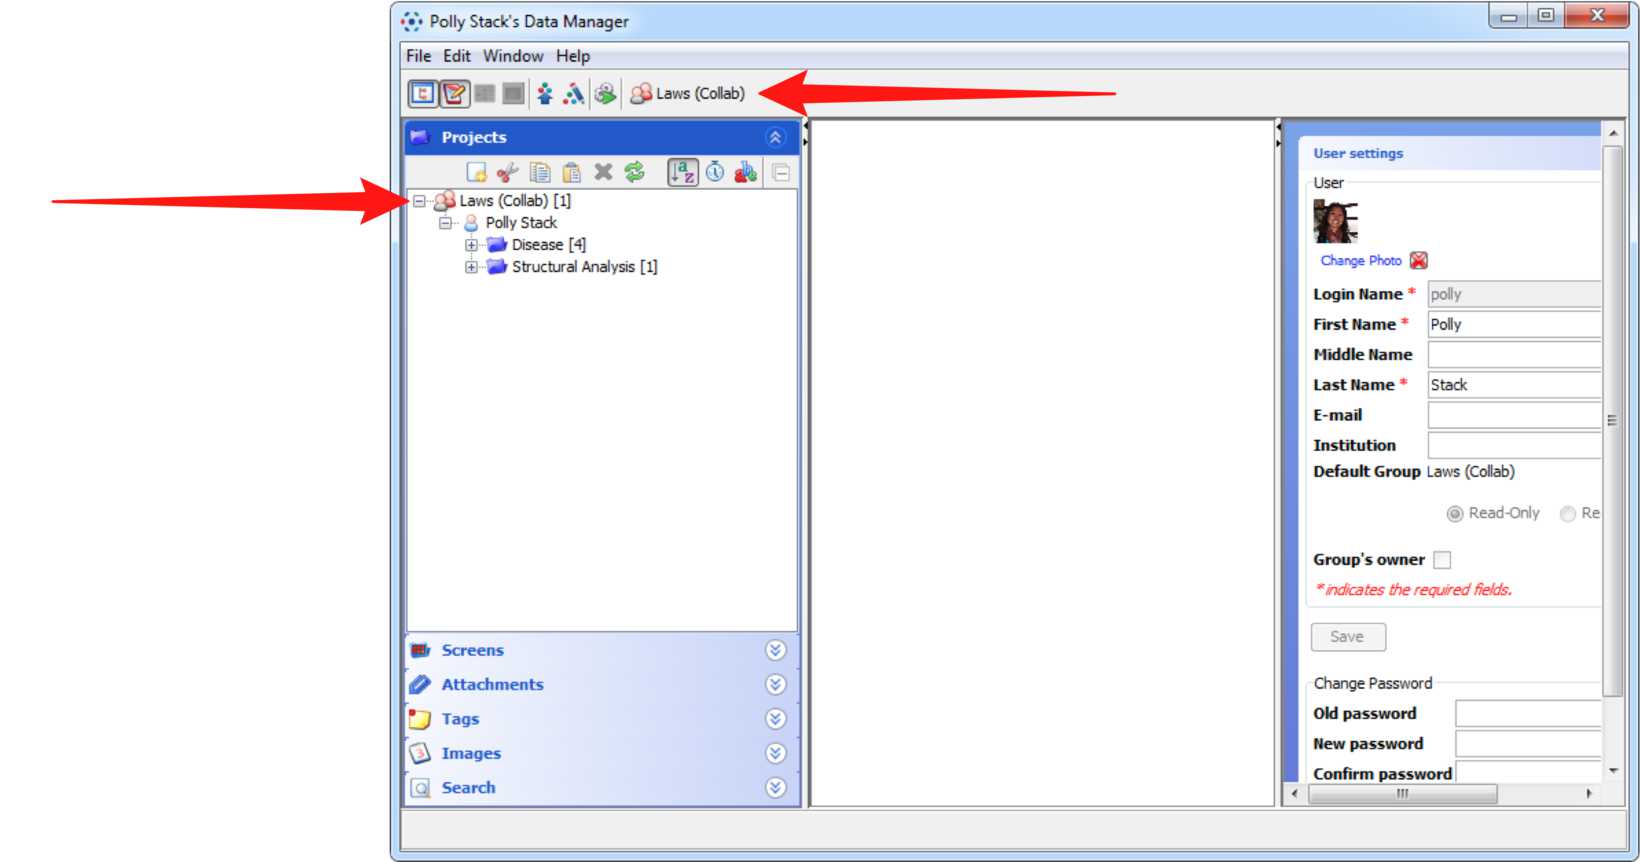 Polly Stack's Data Manager
File Edit Window Help
Laws (Collab)
Projects
Laws (Collab) [1]
Polly Stack
Disease [4]
Structural Analysis [1]
Screens
Attachments
Tags
Images
Search
User settings
User
Change Photo
Login Name * polly
First Name * Polly
Middle Name
Last Name * Stack
E-mail
Institution
Default Group Laws (Collab)
Read-Only Re
Group's owner
* indicates the required fields.
Save
Change Password
Old password
New password
Confirm password